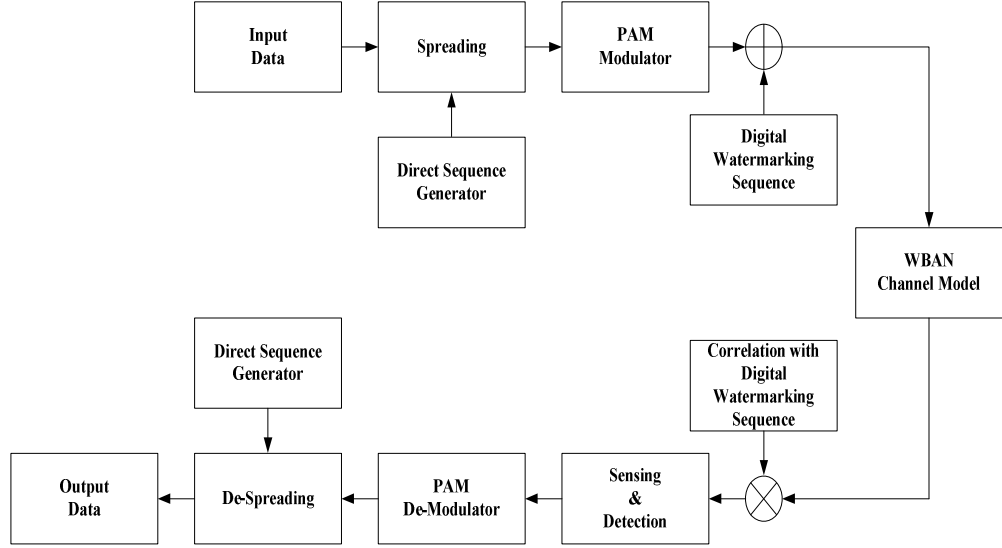 Input
Data
Spreading
PAM
Modulator
Direct Sequence
Generator
Digital
Watermarking
Sequence
WBAN
Channel Model
Direct Sequence
Generator
Correlation with
Digital
Watermarking
Sequence
Output
Data
De-Spreading
PAM
De-Modulator
Sensing
&
Detection